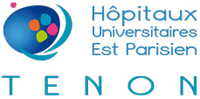 Hôpitaux
Universitaires
Est Parisien
TENON